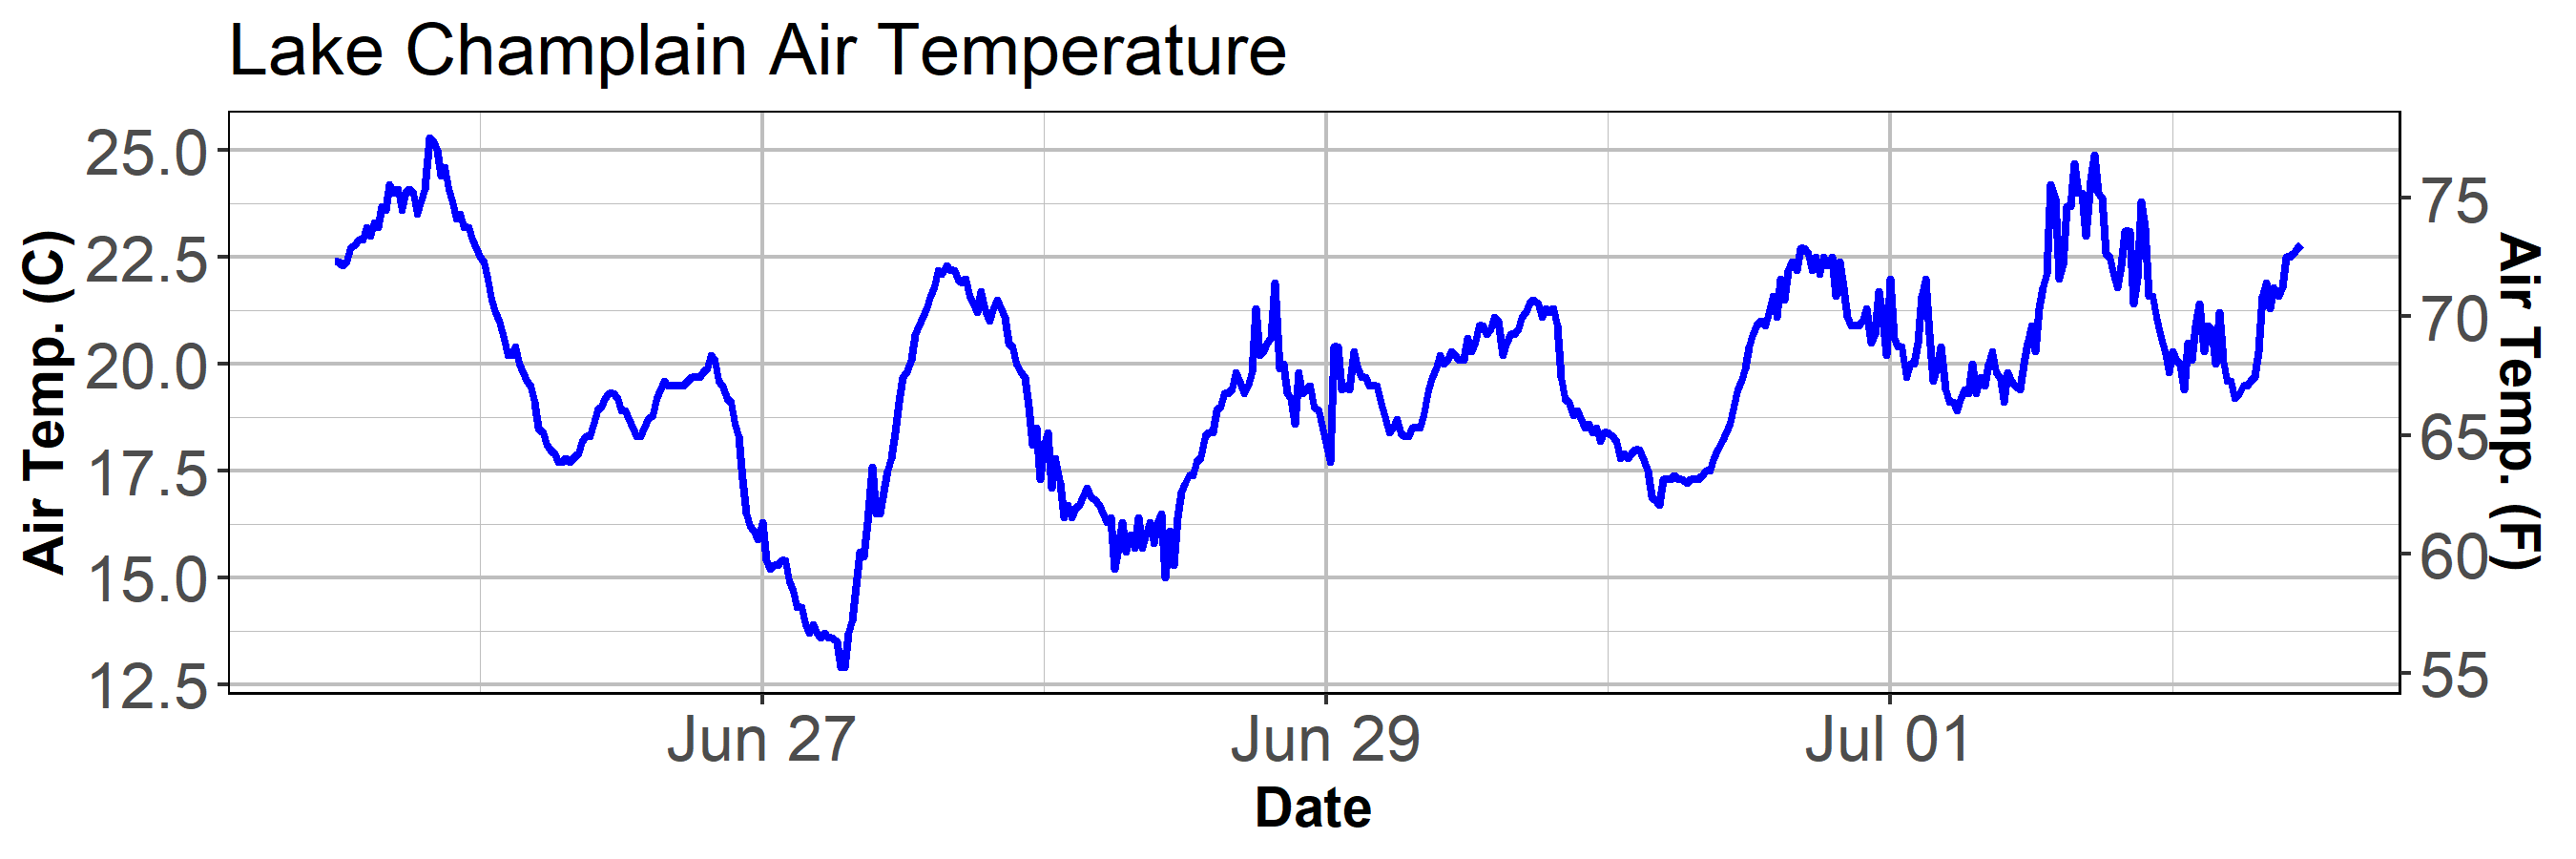 Lake Champlain Air Temperature
Air Temp. (C)
25.0
22.5
20.0
17.5
15.0
12.5
75
70
65
60
55
Air Temp. (F)
Jun 27
Jun 29
Jul 01
Date